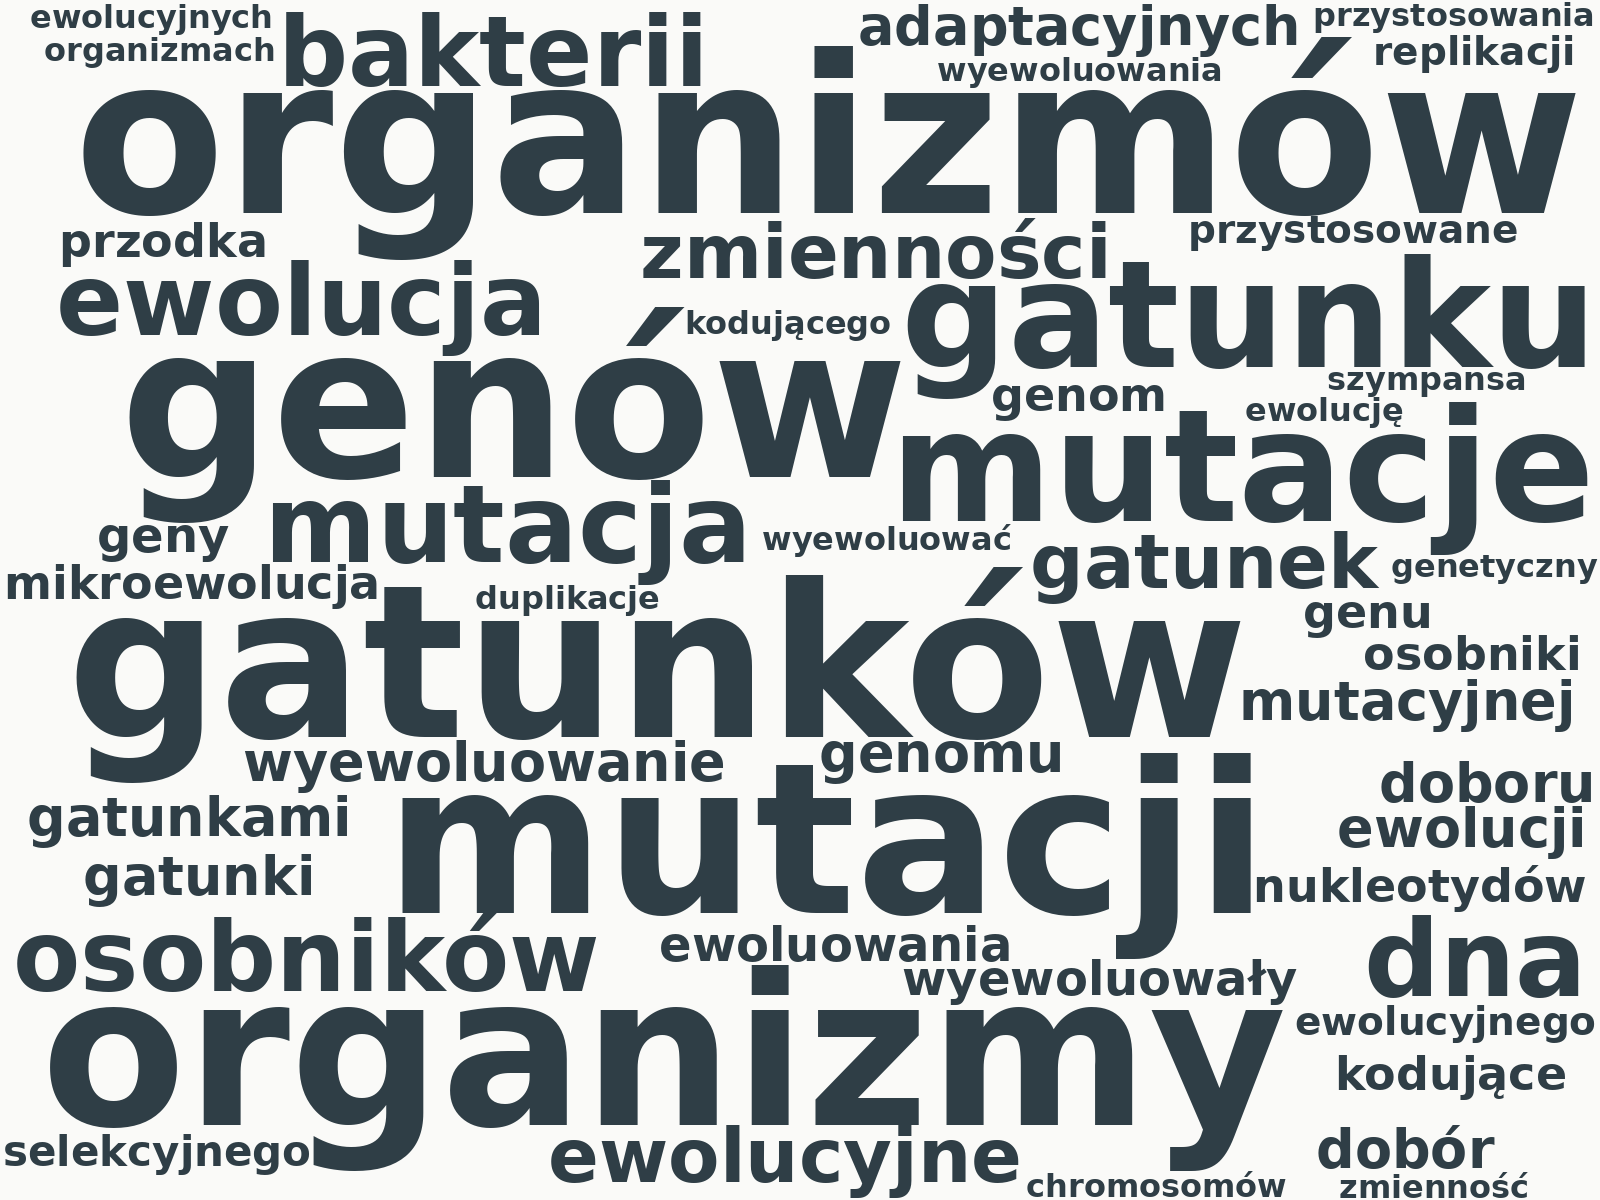 ewolucyjnych
organizmach
bakterii
adaptacyjnych
przystosowania
replikacji
wyewoluowania
organizmów
przodka
zmienności
przystosowane
ewolucja
kodującego
gatunku
genów
genom
szympansa
ewolucję
mutacje
geny
mutacja
wyewoluować
gatunek
genetyczny
mikroewolucja
duplikacje
genu
gatunków
osobniki
mutacyjnej
wyewoluowanie
genomu
doboru
gatunkami
mutacji
ewolucji
gatunki
nukleotydów
osobników
ewoluowania
wyewoluowały
dna
organizmy
ewolucyjnego
kodujące
selekcyjnego
ewolucyjne
dobór
chromosomów
zmienność